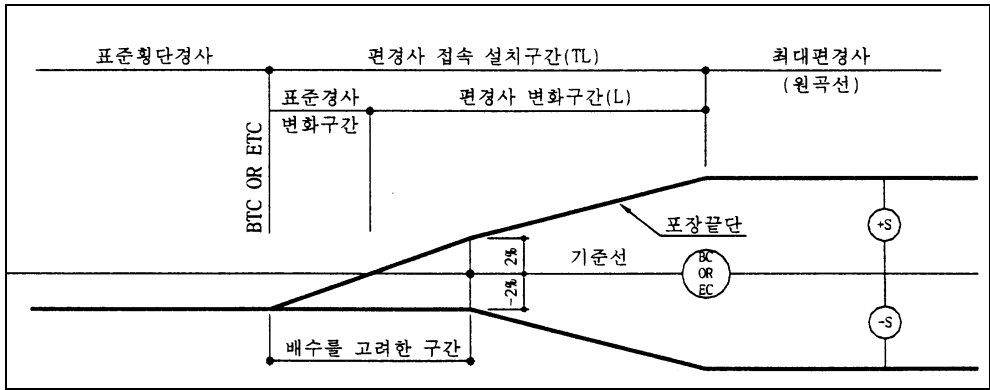 표준횡단경사
편경사 접속 설치구간(TL)
최대편경사
(원곡선)
표준경사
변화구간
편경사 변화구간(L)
BTC OR ETC
포장끝단
+S
2%
-2%
기준선
BC
OR
EC
-S
배수를 고려한 구간